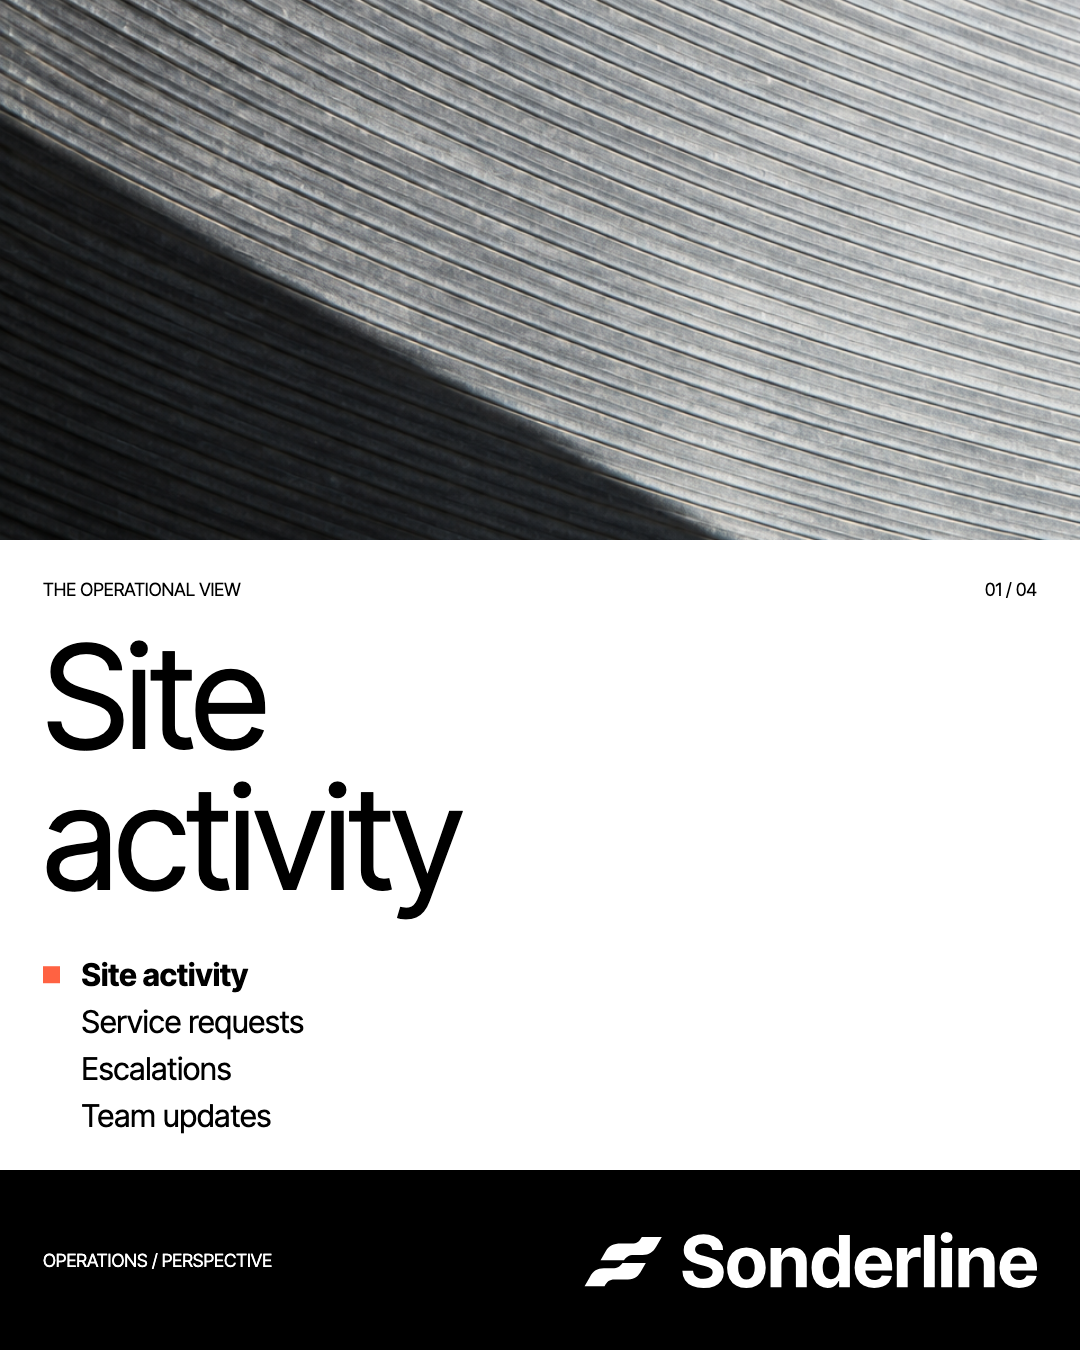 THE OPERATIONAL VIEW
01 / 04
Site
activity
Site activity
Service requests
Escalations
Team updates
OPERATIONS / PERSPECTIVE
Sonderline